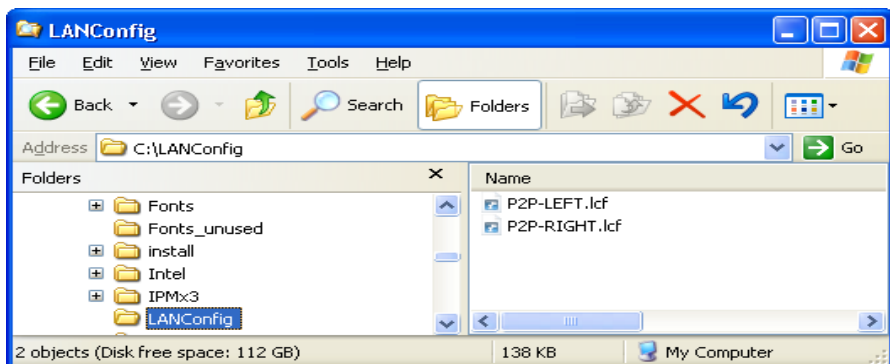 LANConfig
File Edit View Favorites Tools Help
Back Search Folders
Address C:\LANConfig Go
Folders × Name
Fonts P2P-LEFT.lcf
Fonts_unused P2P-RIGHT.lcf
install
Intel
IPMx3
LANConfig
2 objects (Disk free space: 112 GB) 138 KB My Computer